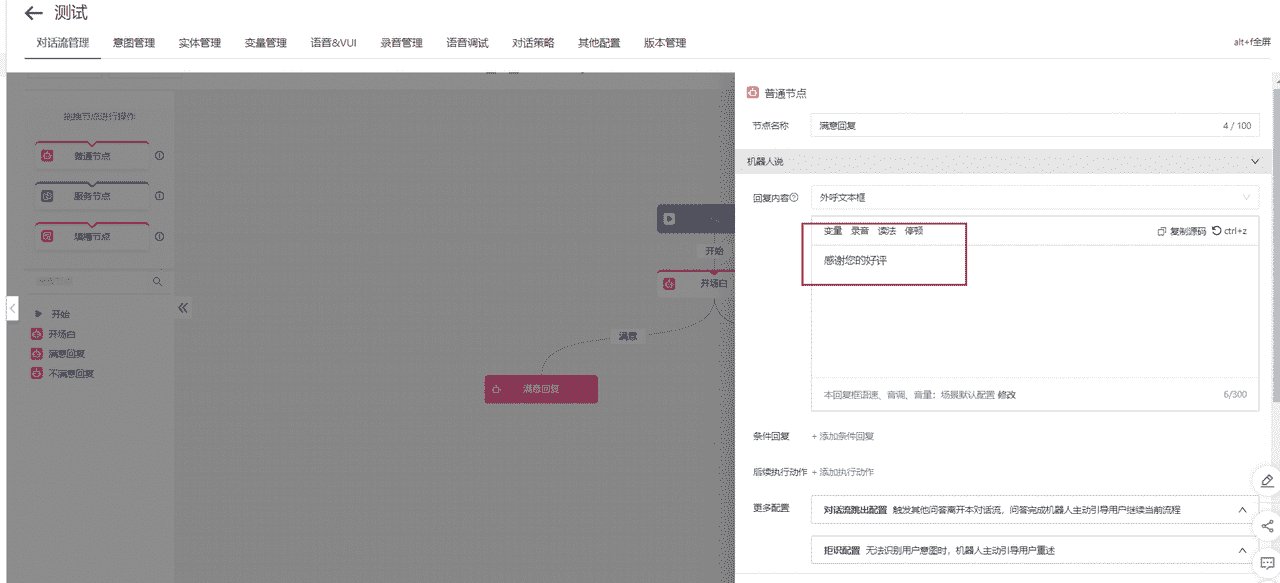 测试
对话流管理 意图管理 实体管理 变量管理 语音&VUI 录音管理 语音调试 对话策略 其他配置 版本管理 alt+f全屏
拖拽节点进行操作
普通节点
服务节点
填槽节点
开始
开场白
满意回复
不满意回复
开始
开场白
满意
满意回复
普通节点
节点名称 满意回复 4 / 100
机器人说
回复内容 外呼文本框
变量 录音 读法 停顿 复制源码 ctrl+z
感谢您的好评
本回复框语速、音调、音量：场景默认配置 修改 6/300
条件回复 + 添加条件回复
后续执行动作 + 添加执行动作
更多配置 对话流跳出配置 触发其他问答离开本对话流，问答完成机器人主动引导用户继续当前流程
拒识配置 无法识别用户意图时，机器人主动引导用户重述